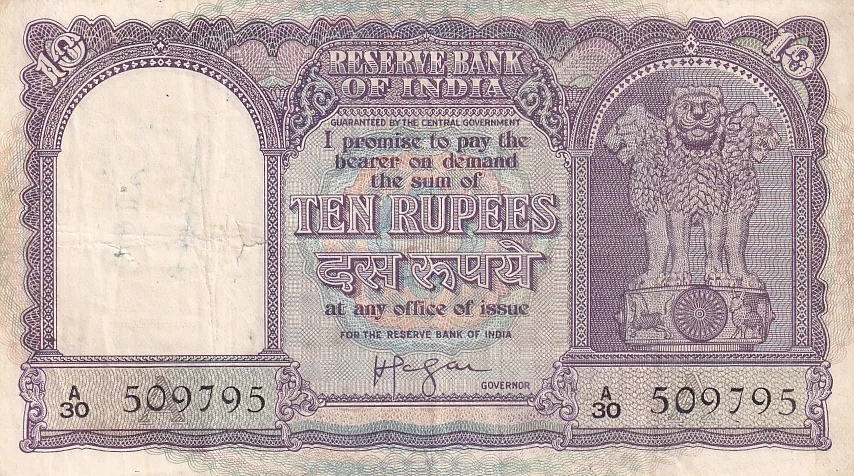 10
10
RESERVE BANK
OF INDIA
GUARANTEED BY THE CENTRAL GOVERNMENT
I promise to pay the
bearer on demand
the sum of
TEN RUPEES
दस रूपये
at any office of issue
FOR THE RESERVE BANK OF INDIA
GOVERNOR
A/30 509795
A/30 509795